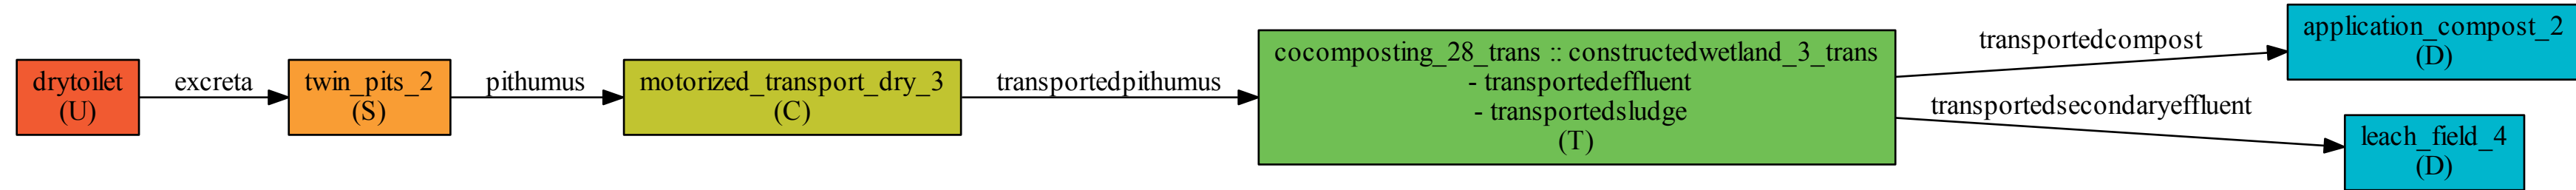 drytoilet
(U)
excreta
twin_pits_2
(S)
pithumus
motorized_transport_dry_3
(C)
transportedpithumus
cocomposting_28_trans :: constructedwetland_3_trans
- transportedeffluent
- transportedsludge
(T)
transportedcompost
application_compost_2
(D)
transportedsecondaryeffluent
leach_field_4
(D)